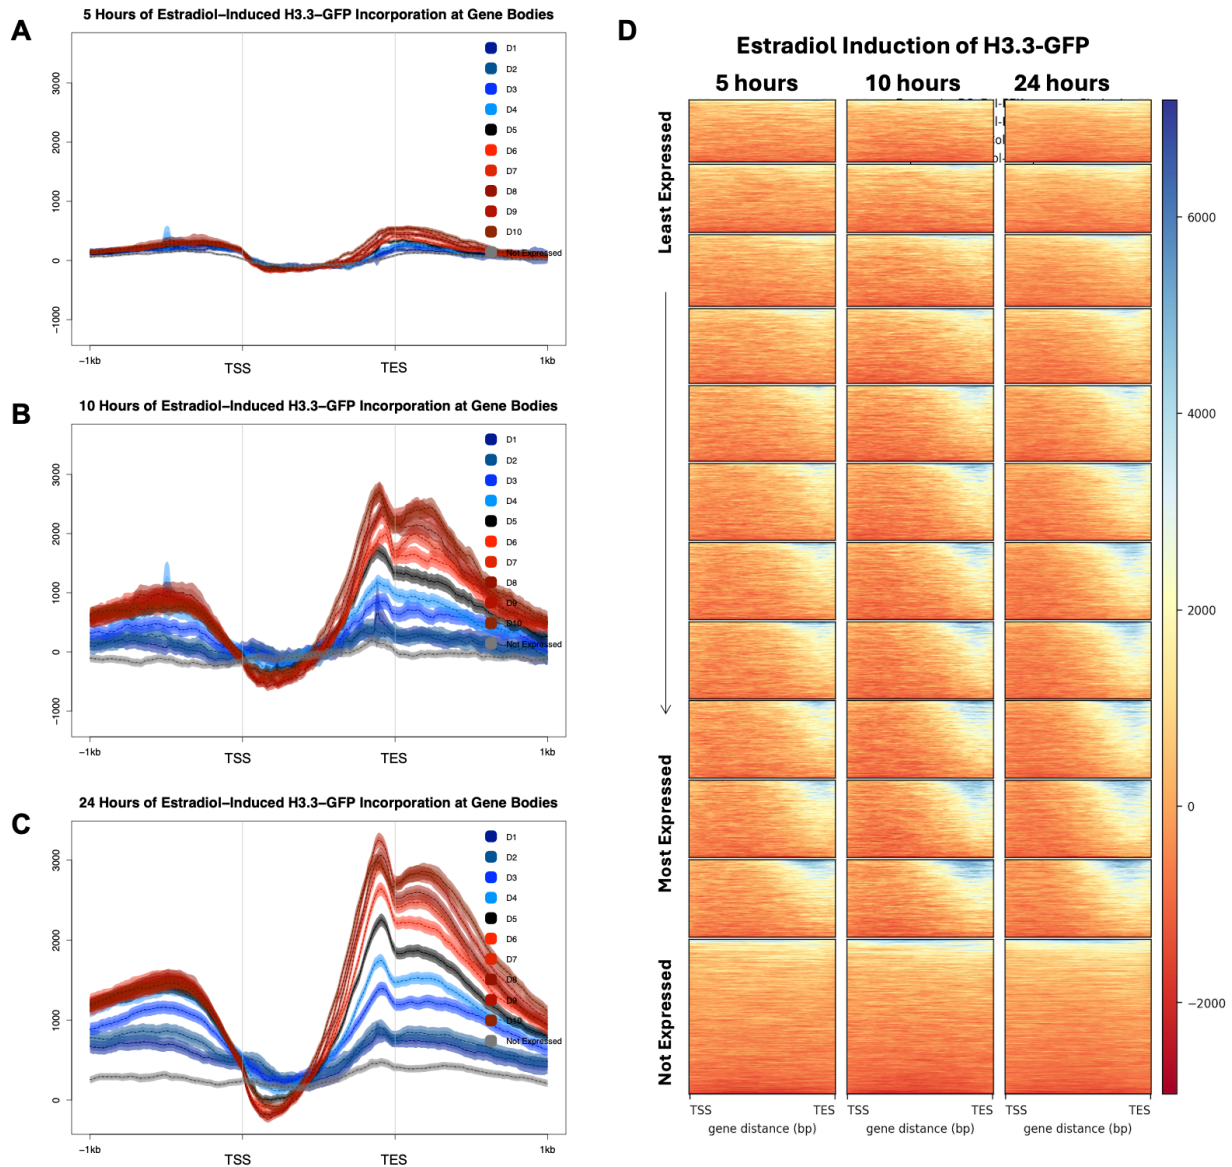 A
5 Hours of Estradiol–Induced H3.3–GFP Incorporation at Gene Bodies
3000
2000
1000
0
−1000
D1
D2
D3
D4
D5
D6
D7
D8
D9
D10
Not Expressed
−1kb
TSS
TES
1kb
B
10 Hours of Estradiol–Induced H3.3–GFP Incorporation at Gene Bodies
3000
2000
1000
0
−1000
D1
D2
D3
D4
D5
D6
D7
D8
D9
D10
Not Expressed
−1kb
TSS
TES
1kb
C
24 Hours of Estradiol–Induced H3.3–GFP Incorporation at Gene Bodies
3000
2000
1000
0
D1
D2
D3
D4
D5
D6
D7
D8
D9
D10
Not Expressed
−1kb
TSS
TES
1kb
D
Estradiol Induction of H3.3-GFP
5 hours
10 hours
24 hours
Least Expressed
Most Expressed
Not Expressed
TSS
TES
gene distance (bp)
TSS
TES
gene distance (bp)
TSS
TES
gene distance (bp)
6000
4000
2000
0
−2000